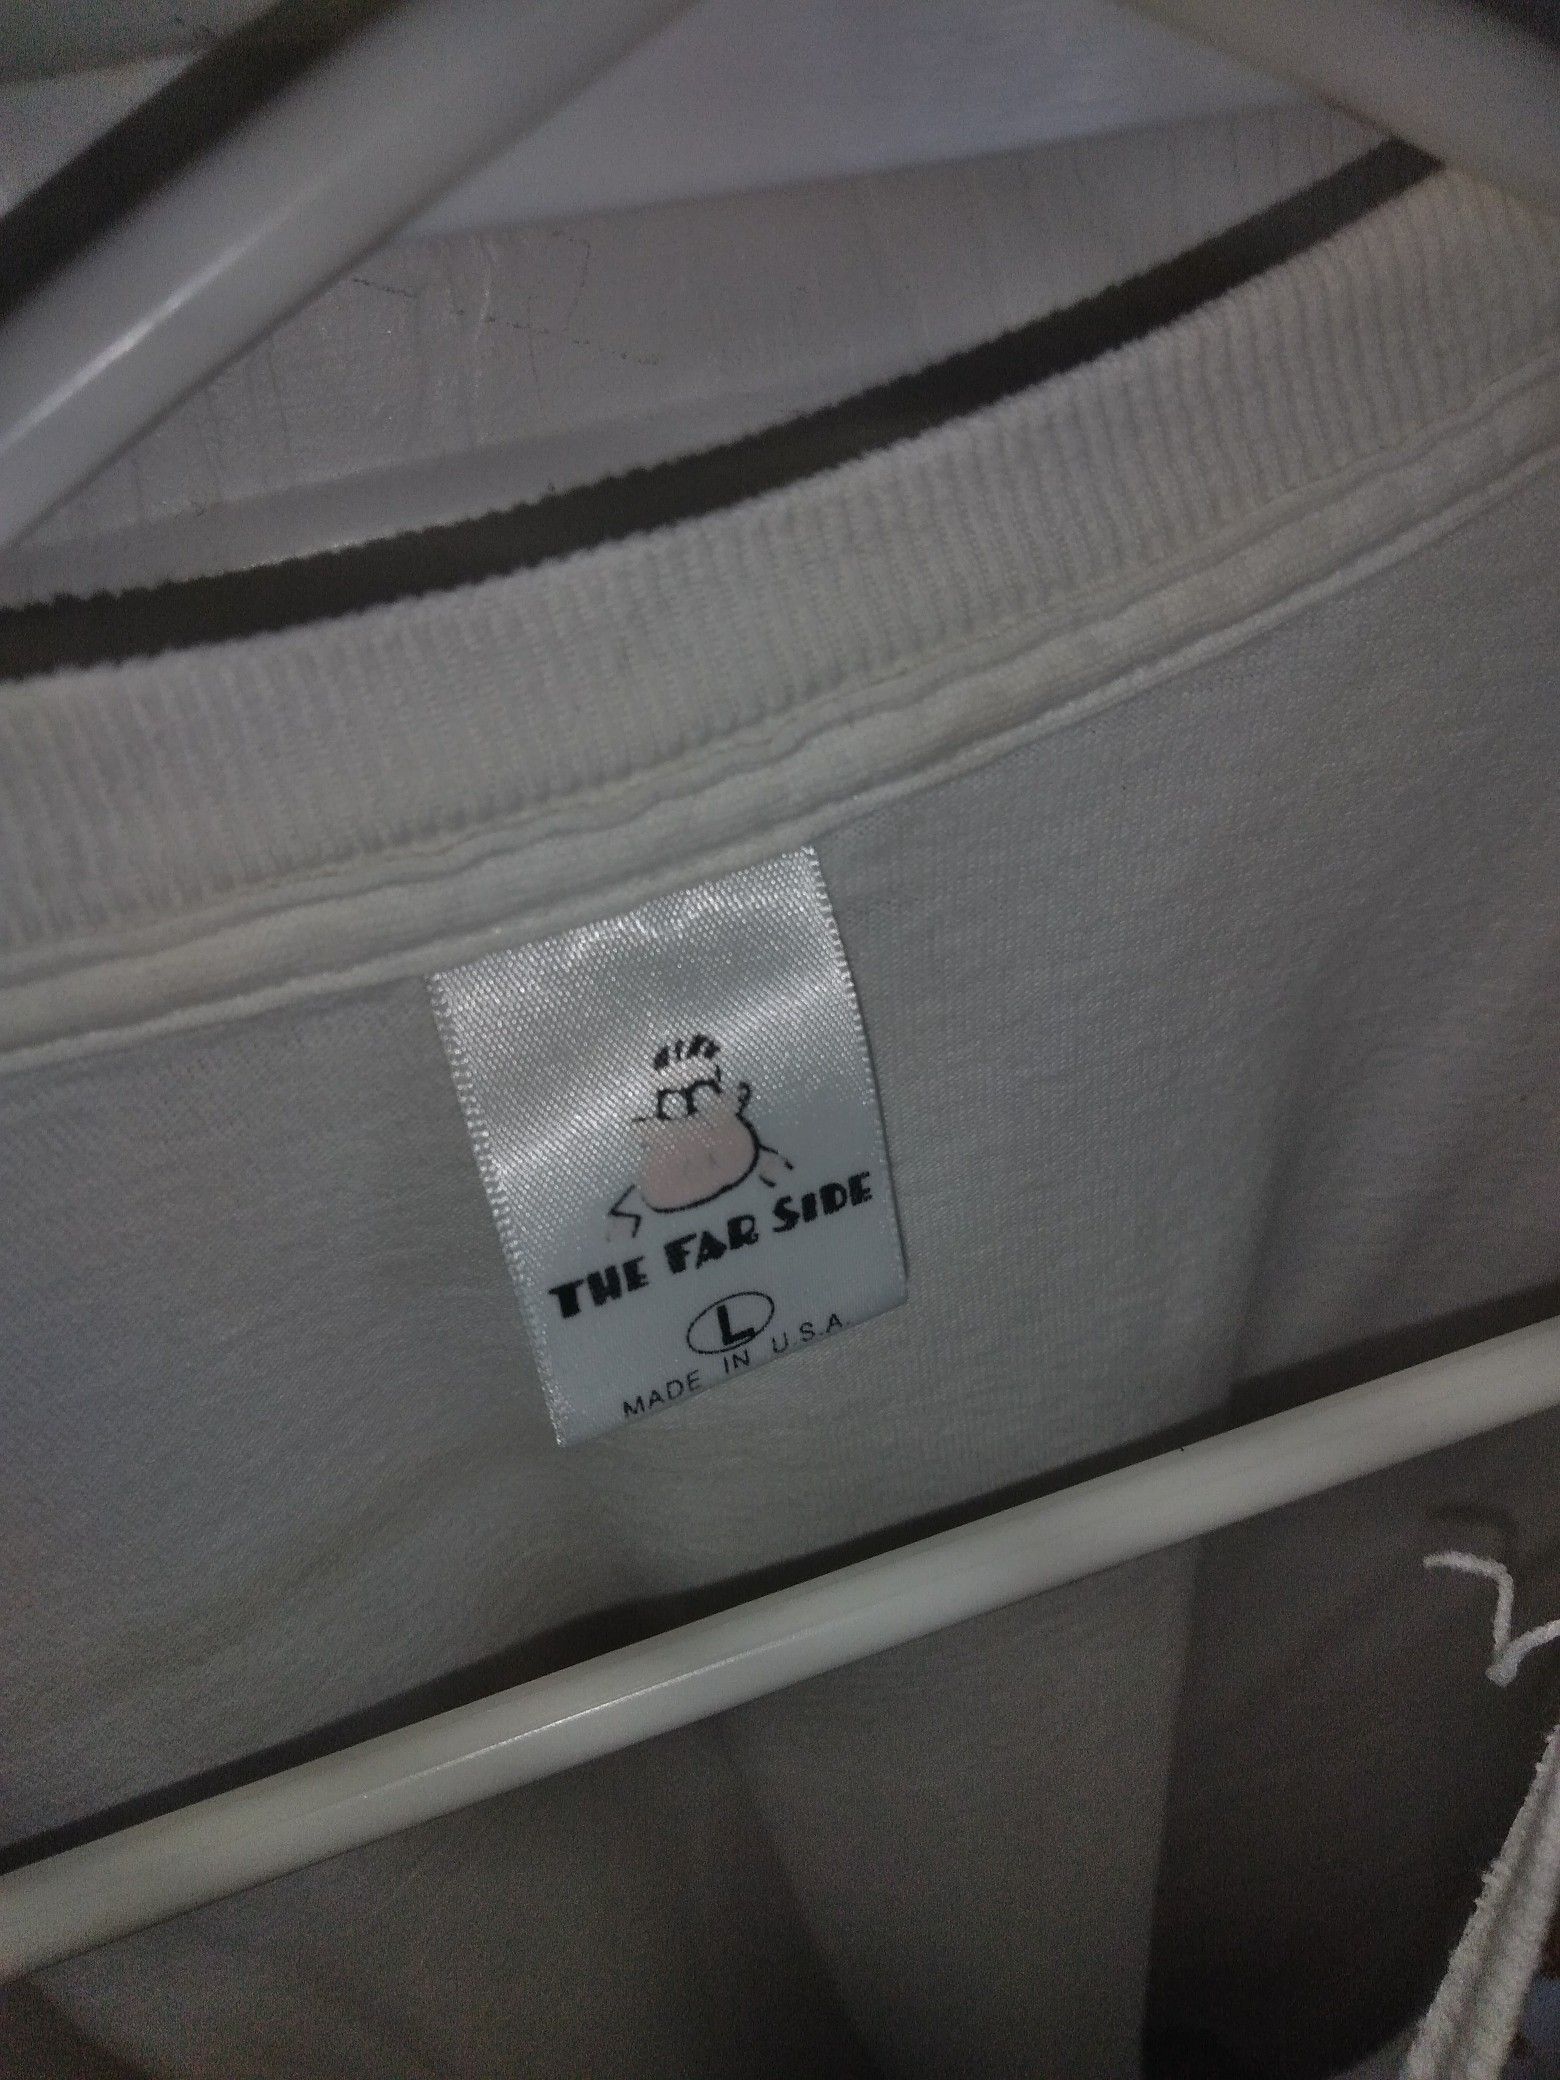 THE FAR SIDE
L
MADE IN U.S.A.